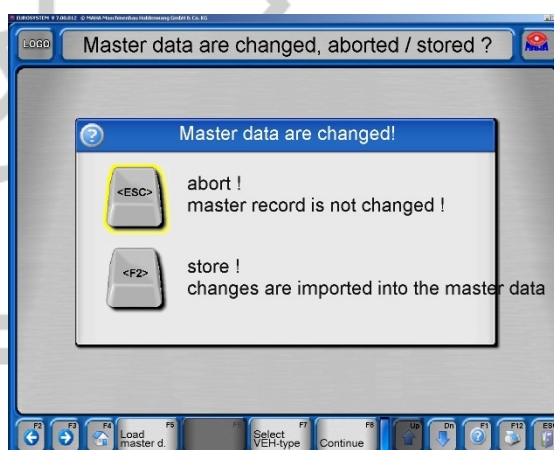 EUROSYSTEM V 7.00.012 © MAHA Maschinenbau Haldenwang GmbH & Co. KG
LOGO
Master data are changed, aborted / stored ?
MAHA
Master data are changed!
<ESC>
abort !
master record is not changed !
<F2>
store !
changes are imported into the master data
F2
F3
F4
Load
master d.
F5
F6
Select
VEH-type
F7
Continue
F8
Up
Dn
F1
F12
ESC